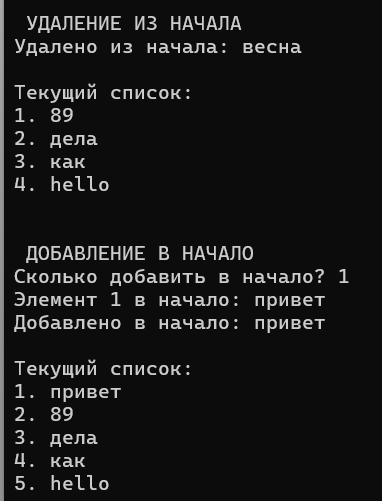 УДАЛЕНИЕ ИЗ НАЧАЛА
Удалено из начала: весна
Текущий список:
1. 89
2. дела
3. как
4. hello
ДОБАВЛЕНИЕ В НАЧАЛО
Сколько добавить в начало? 1
Элемент 1 в начало: привет
Добавлено в начало: привет
Текущий список:
1. привет
2. 89
3. дела
4. как
5. hello